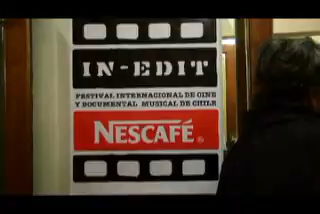 IN-EDIT
FESTIVAL INTERNACIONAL DE CINE
Y DOCUMENTAL MUSICAL DE CHILE
NESCAFÉ®